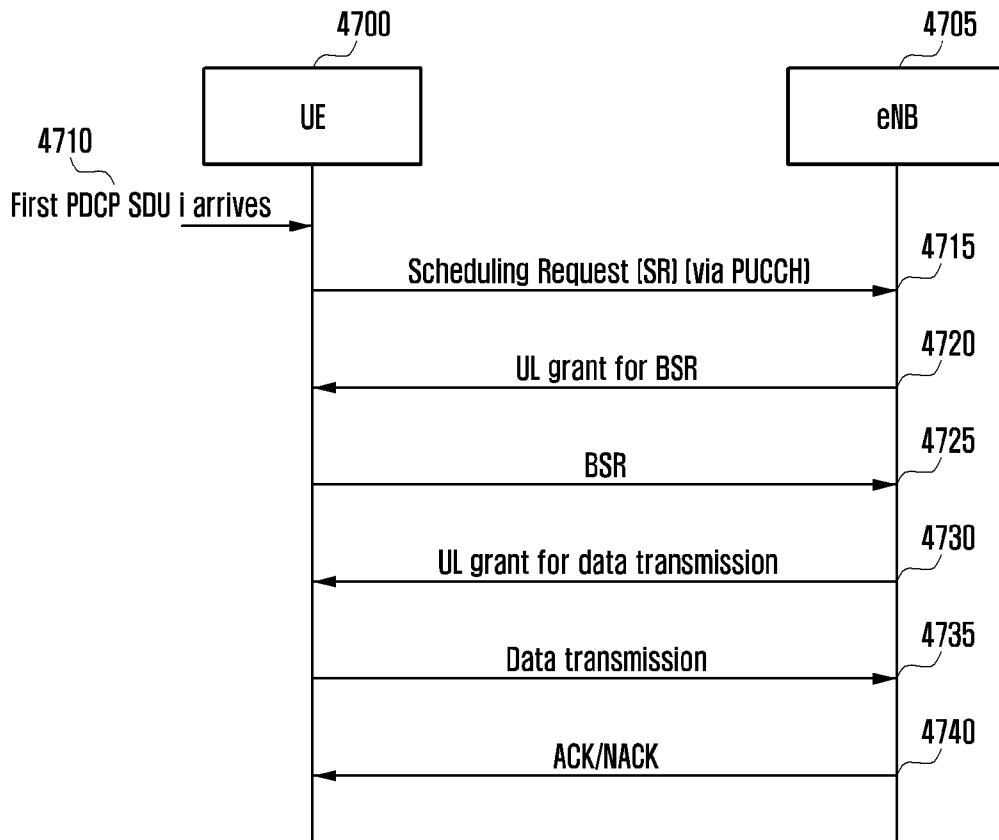 4700
4705
UE
eNB
4710
First PDCP SDU i arrives
4715
Scheduling Request (SR) (via PUCCH)
4720
UL grant for BSR
4725
BSR
4730
UL grant for data transmission
4735
Data transmission
4740
ACK/NACK